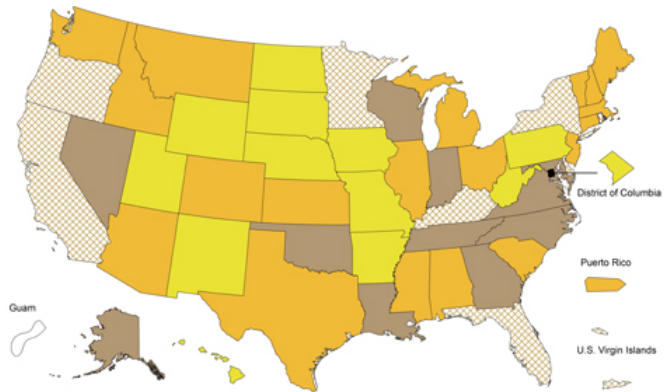 District of Columbia
Puerto Rico
Guam
U.S. Virgin Islands